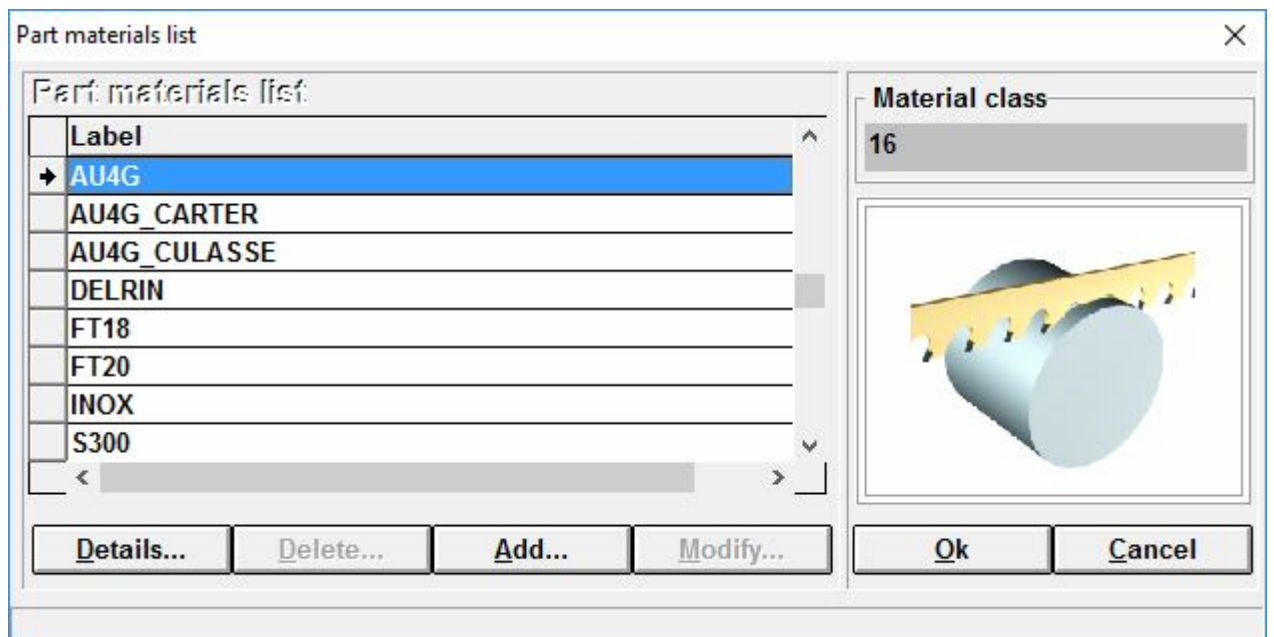 Part materials list
Part materials list
Label
AU4G
AU4G_CARTER
AU4G_CULASSE
DELRIN
FT18
FT20
INOX
S300
Details...
Delete...
Add...
Modify...
Material class
16
Ok
Cancel